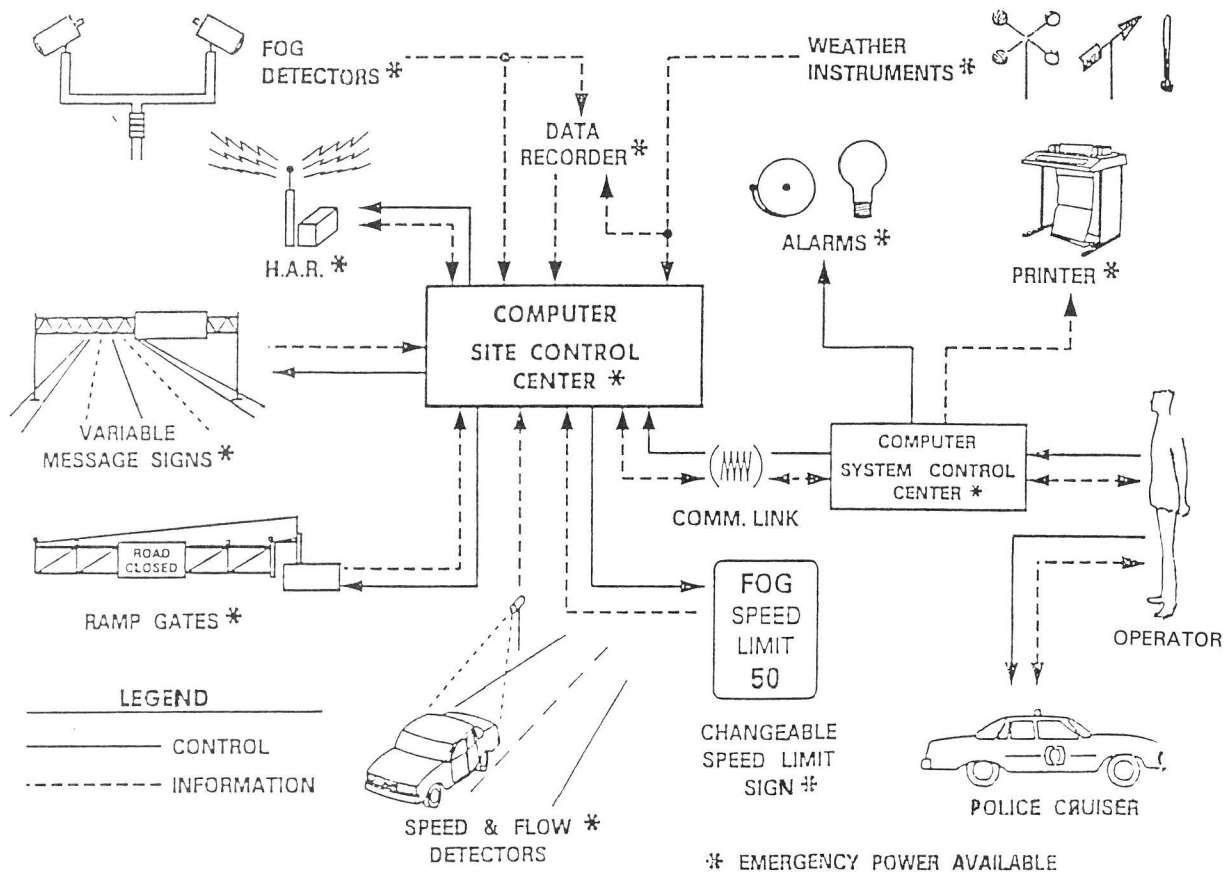 FOG
DETECTORS *
WEATHER
INSTRUMENTS *
DATA
RECORDER *
H.A.R. *
ALARMS *
PRINTER *
COMPUTER
SITE CONTROL
CENTER *
VARIABLE
MESSAGE SIGNS *
COMPUTER
SYSTEM CONTROL
CENTER *
COMM. LINK
ROAD
CLOSED
RAMP GATES *
FOG
SPEED
LIMIT
50
OPERATOR
LEGEND
CONTROL
INFORMATION
CHANGEABLE
SPEED LIMIT
SIGN *
POLICE CRUISER
SPEED & FLOW *
DETECTORS
* EMERGENCY POWER AVAILABLE